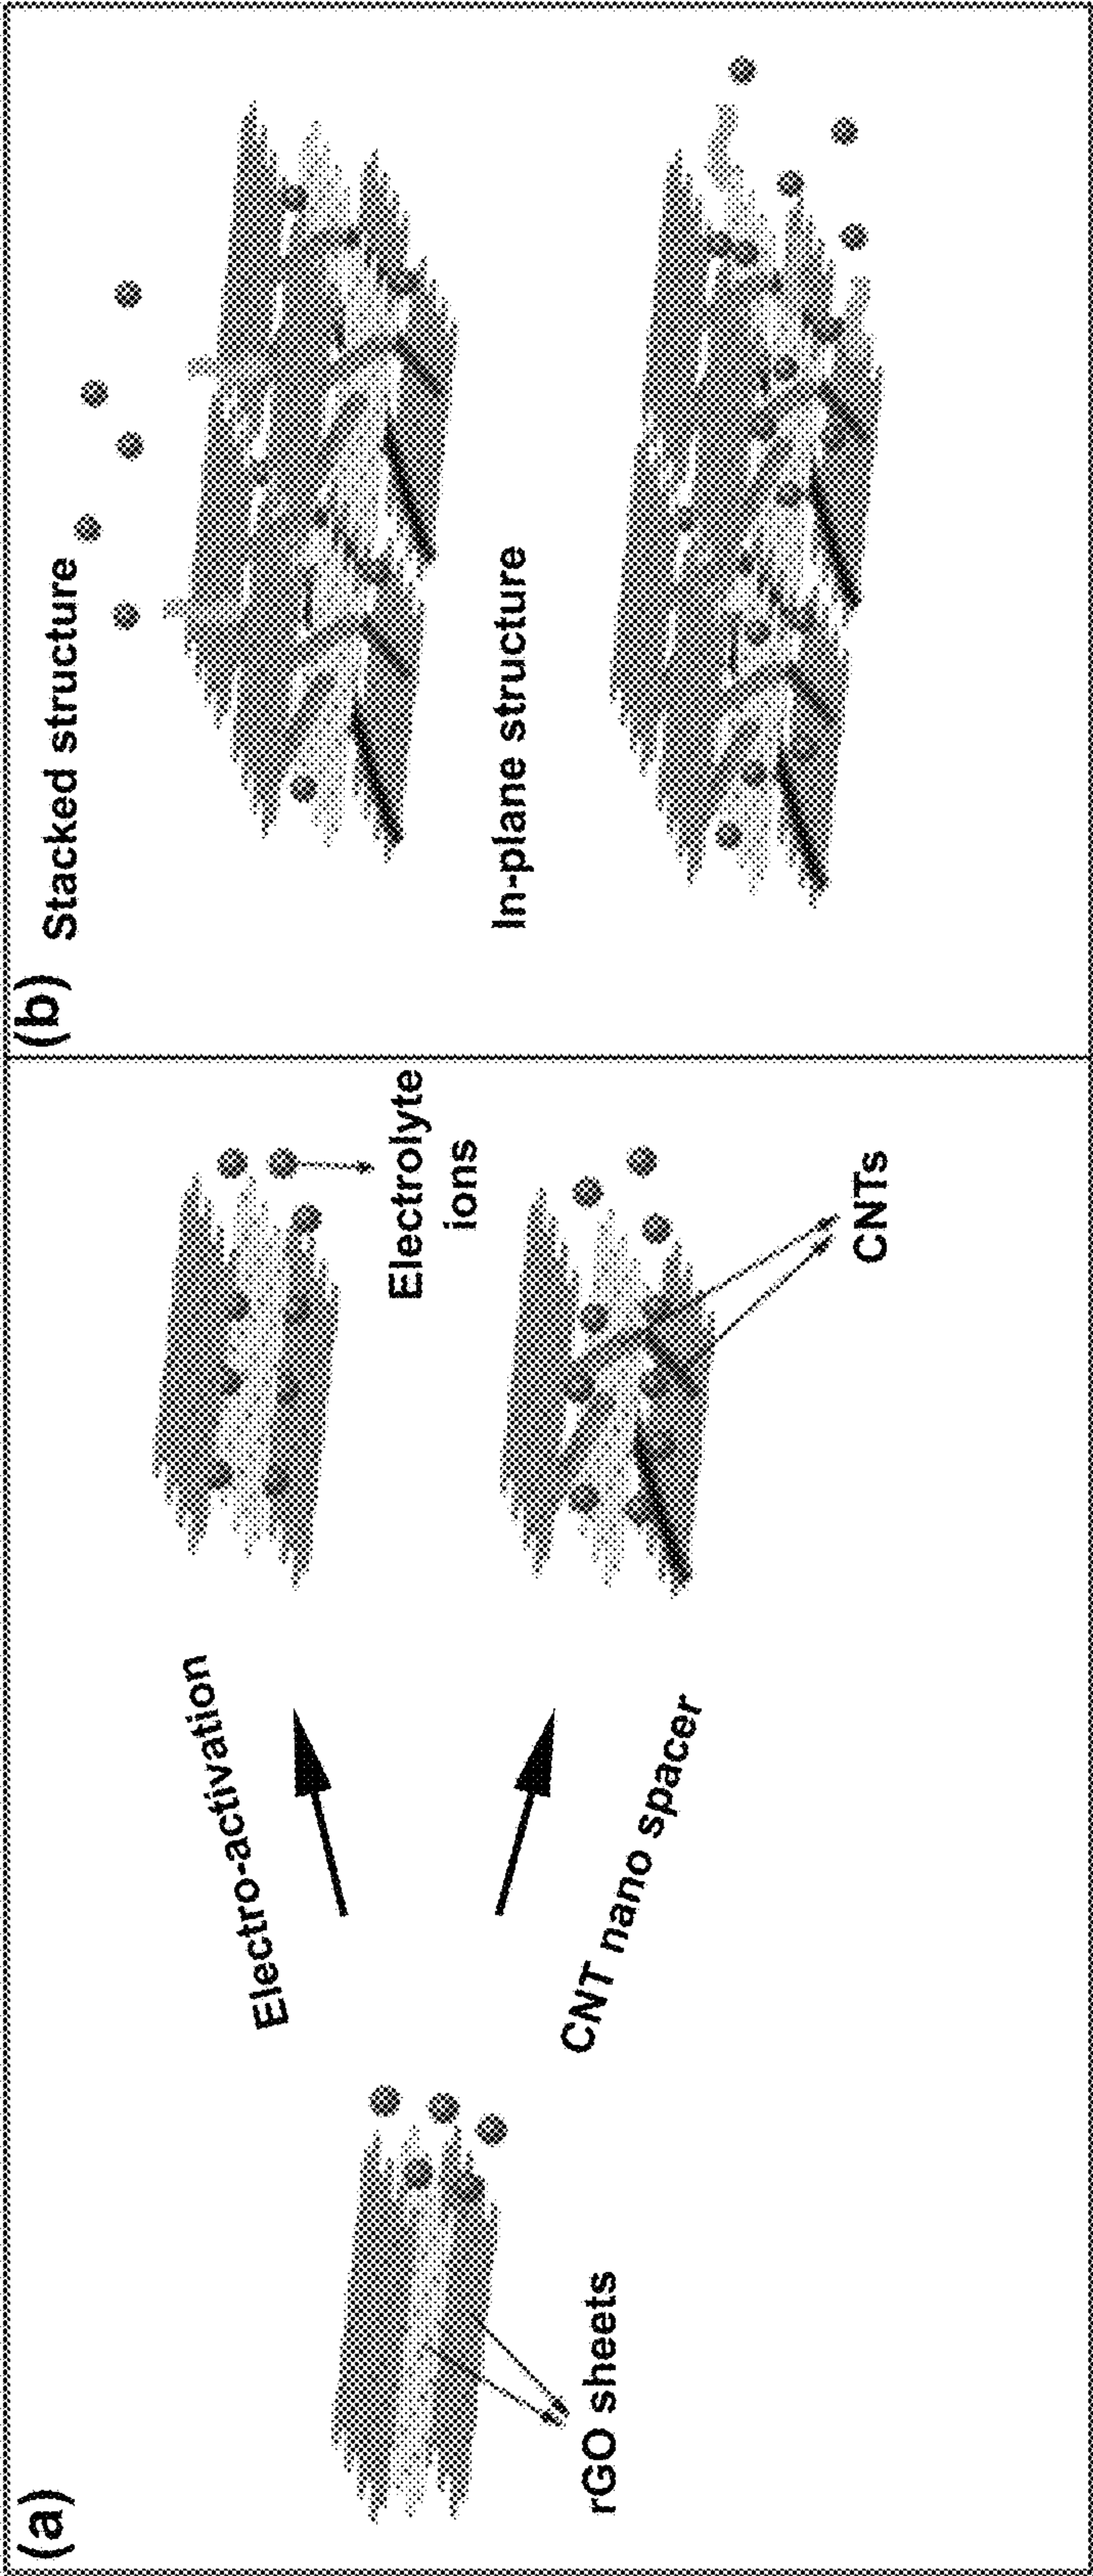 (a)
rGO sheets
Electro-activation
CNT nano spacer
Electrolyte
ions
CNTs
(b)
Stacked structure
In-plane structure